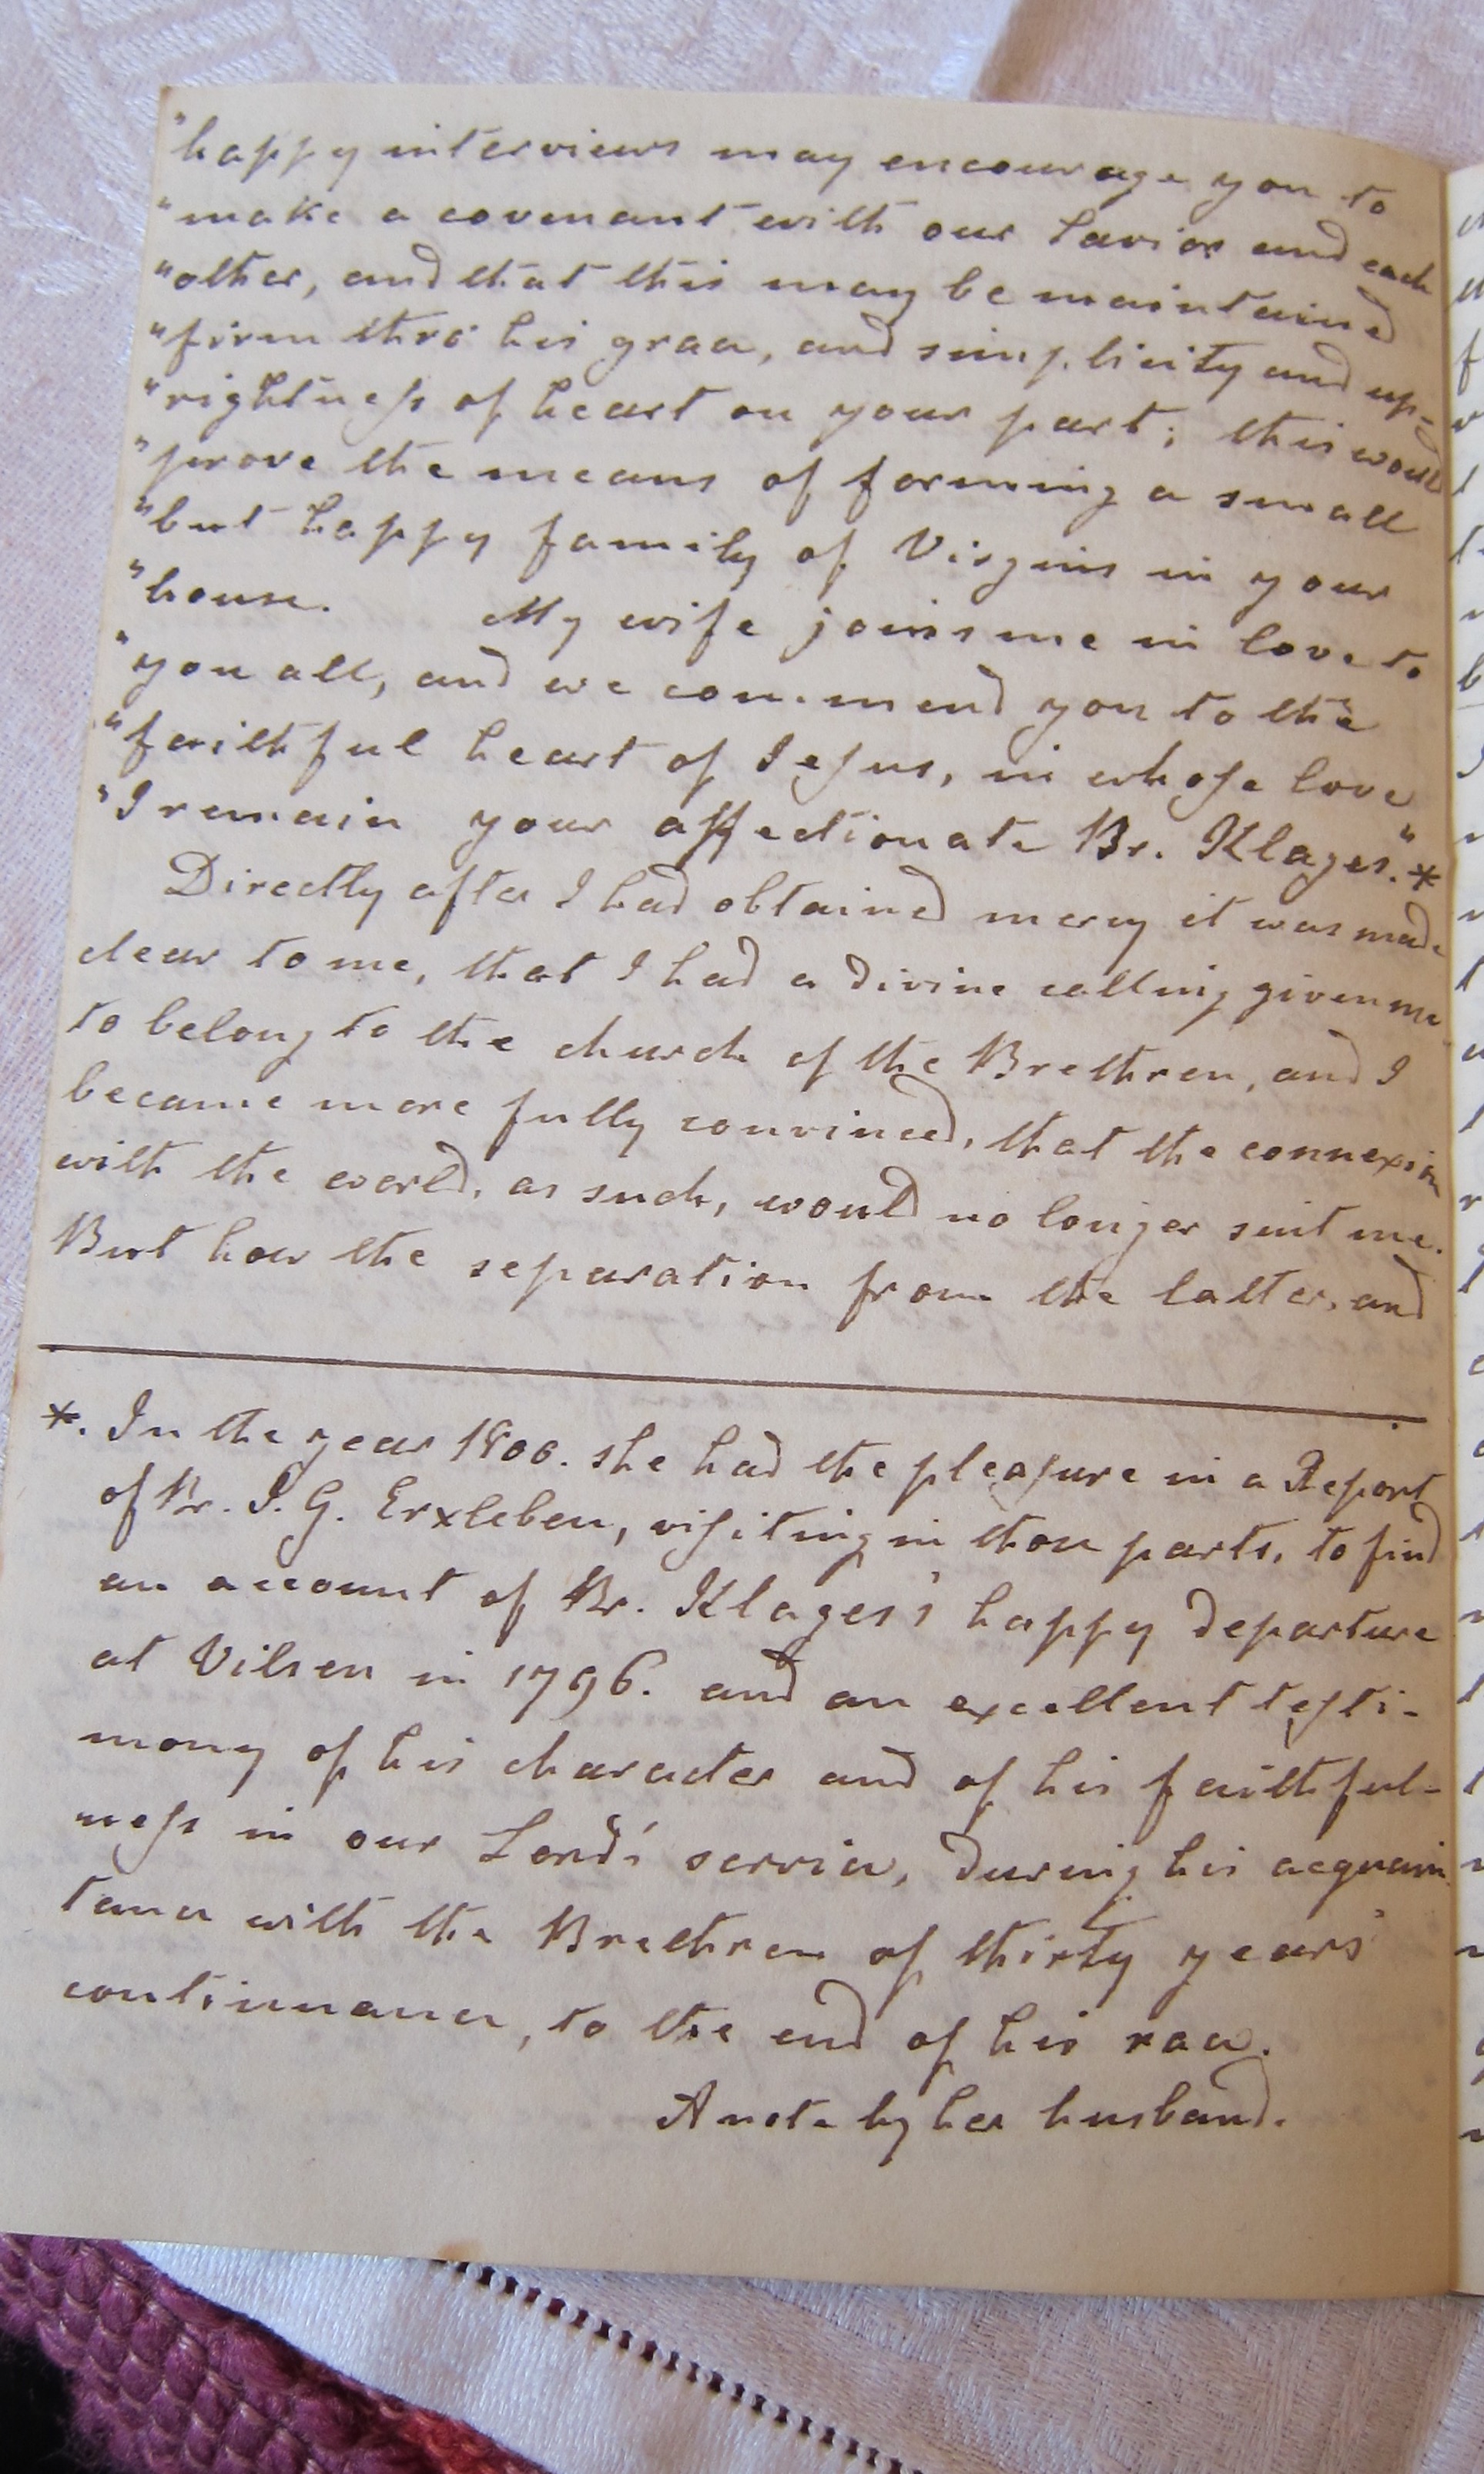 "happy interviews may encourage you to
"make a covenant with our Savior and each
"other, and that this may be maintained
"firm thro' his grace, and simplicity and up-
"rightneſs of heart on your part; this would
"prove the means of forming a small
"but happy family of Virgins in your
"house. My wife joins me in love to
"you all, and we commend you to the
"faithful heart of Jeſus, in whoſe love
"I remain your affectionate Br. Klages."*
Directly after I had obtained mercy it was made
clear to me, that I had a divine calling given me
to belong to the church of the Brethren, and I
became more fully convinced, that the connexion
with the world, as such, would no longer suit me.
But how the separation from the latter, and
*. In the year 1800. she had the pleaſure in a Report
of Br. J. G. Erxleben, viſiting in those parts, to find
an account of Br. Klages's happy departure
at Vilsen in 1796. and an excellent teſti-
mony of his character and of his faithful-
neſs in our Lord's service, during his acquain
tance with the Brethren of thirty years'
continuance, to the end of his race.
A note by her husband.